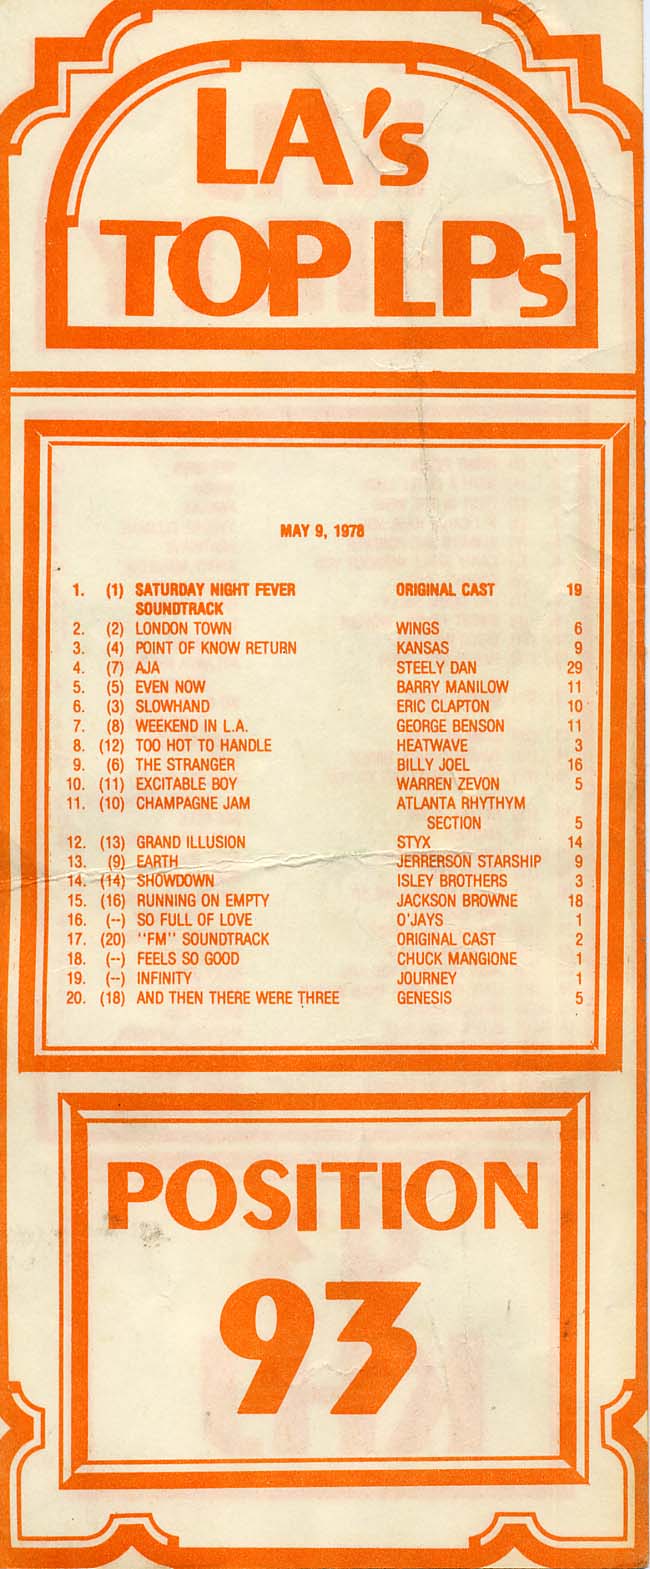 LA's
TOP LPs
MAY 9, 1978
1. (1) SATURDAY NIGHT FEVER ORIGINAL CAST 19
SOUNDTRACK
2. (2) LONDON TOWN WINGS 6
3. (4) POINT OF KNOW RETURN KANSAS 9
4. (7) AJA STEELY DAN 29
5. (5) EVEN NOW BARRY MANILOW 11
6. (3) SLOWHAND ERIC CLAPTON 10
7. (8) WEEKEND IN L.A. GEORGE BENSON 11
8. (12) TOO HOT TO HANDLE HEATWAVE 3
9. (6) THE STRANGER BILLY JOEL 16
10. (11) EXCITABLE BOY WARREN ZEVON 5
11. (10) CHAMPAGNE JAM ATLANTA RHYTHYM
SECTION 5
12. (13) GRAND ILLUSION STYX 14
13. (9) EARTH JERRERSON STARSHIP 9
14. (14) SHOWDOWN ISLEY BROTHERS 3
15. (16) RUNNING ON EMPTY JACKSON BROWNE 18
16. (--) SO FULL OF LOVE O'JAYS 1
17. (20) "FM" SOUNDTRACK ORIGINAL CAST 2
18. (--) FEELS SO GOOD CHUCK MANGIONE 1
19. (--) INFINITY JOURNEY 1
20. (18) AND THEN THERE WERE THREE GENESIS 5
POSITION
93